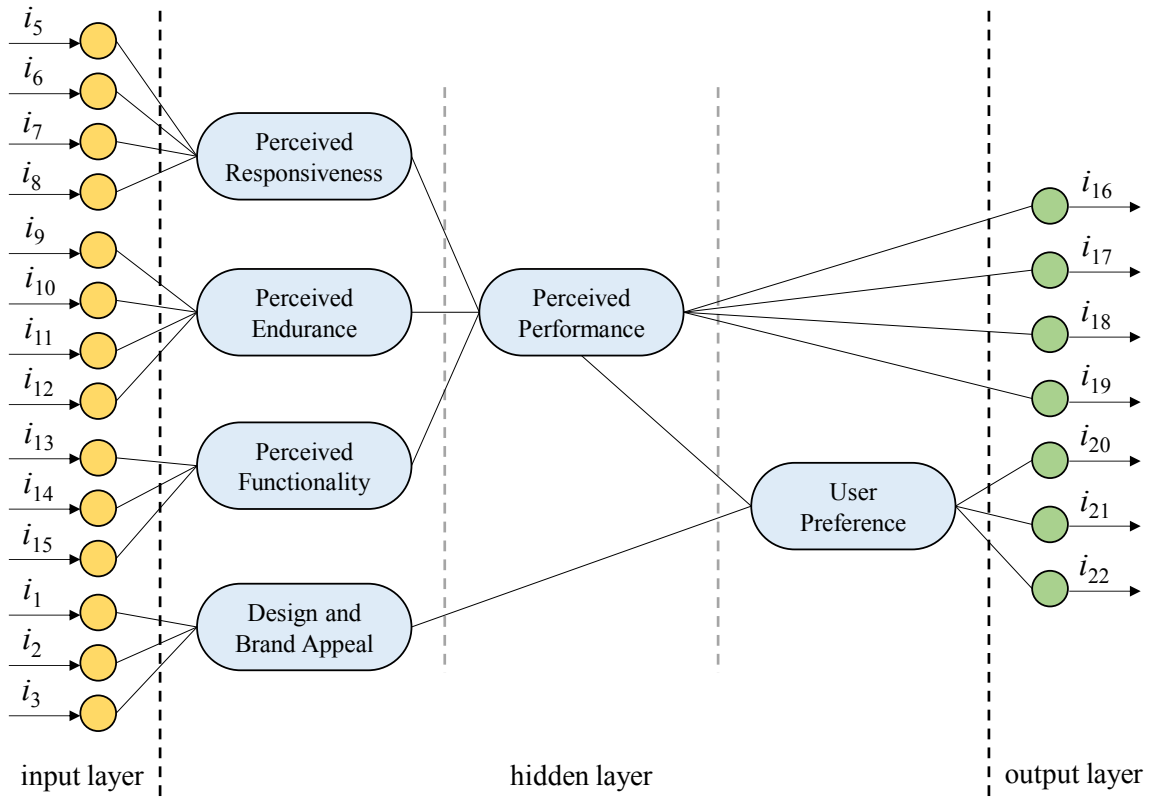 i5
i6
i7
i8
i9
i10
i11
i12
i13
i14
i15
i1
i2
i3
Perceived
Responsiveness
Perceived
Endurance
Perceived
Functionality
Design and
Brand Appeal
Perceived
Performance
User
Preference
i16
i17
i18
i19
i20
i21
i22
input layer
hidden layer
output layer